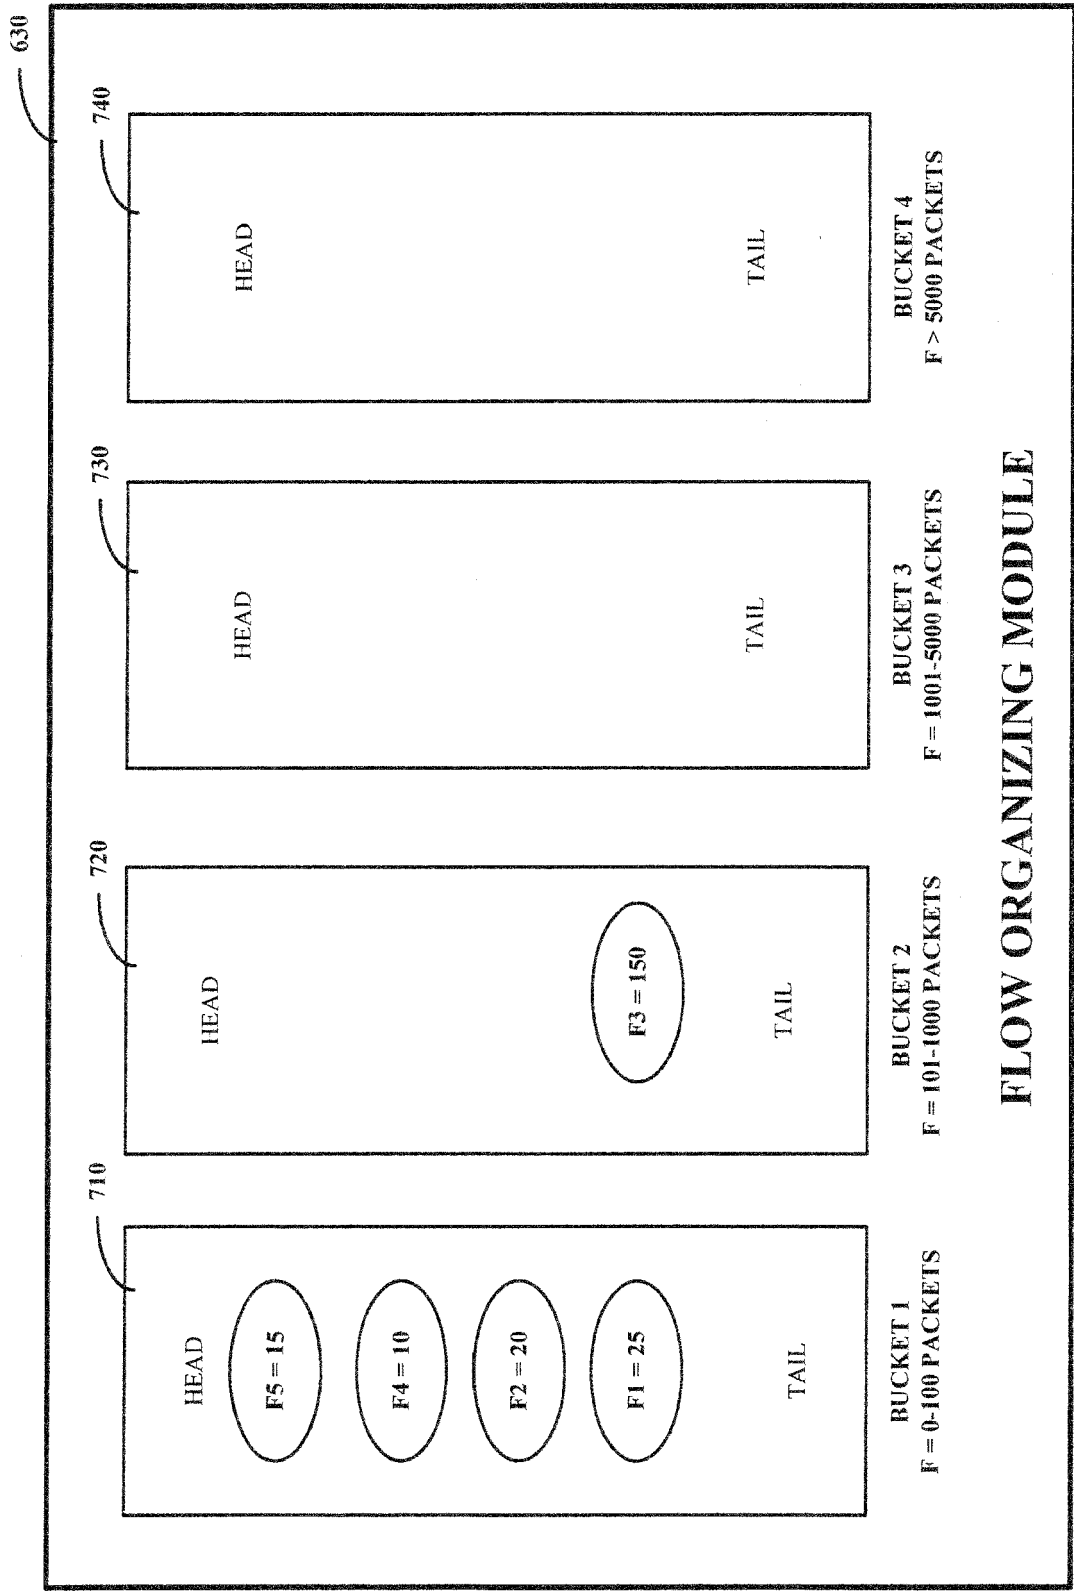 630
710
720
730
740
HEAD
F5 = 15
F4 = 10
F2 = 20
F1 = 25
TAIL
BUCKET 1
F = 0-100 PACKETS
HEAD
F3 = 150
TAIL
BUCKET 2
F = 101-1000 PACKETS
HEAD
TAIL
BUCKET 3
F = 1001-5000 PACKETS
HEAD
TAIL
BUCKET 4
F > 5000 PACKETS
FLOW ORGANIZING MODULE